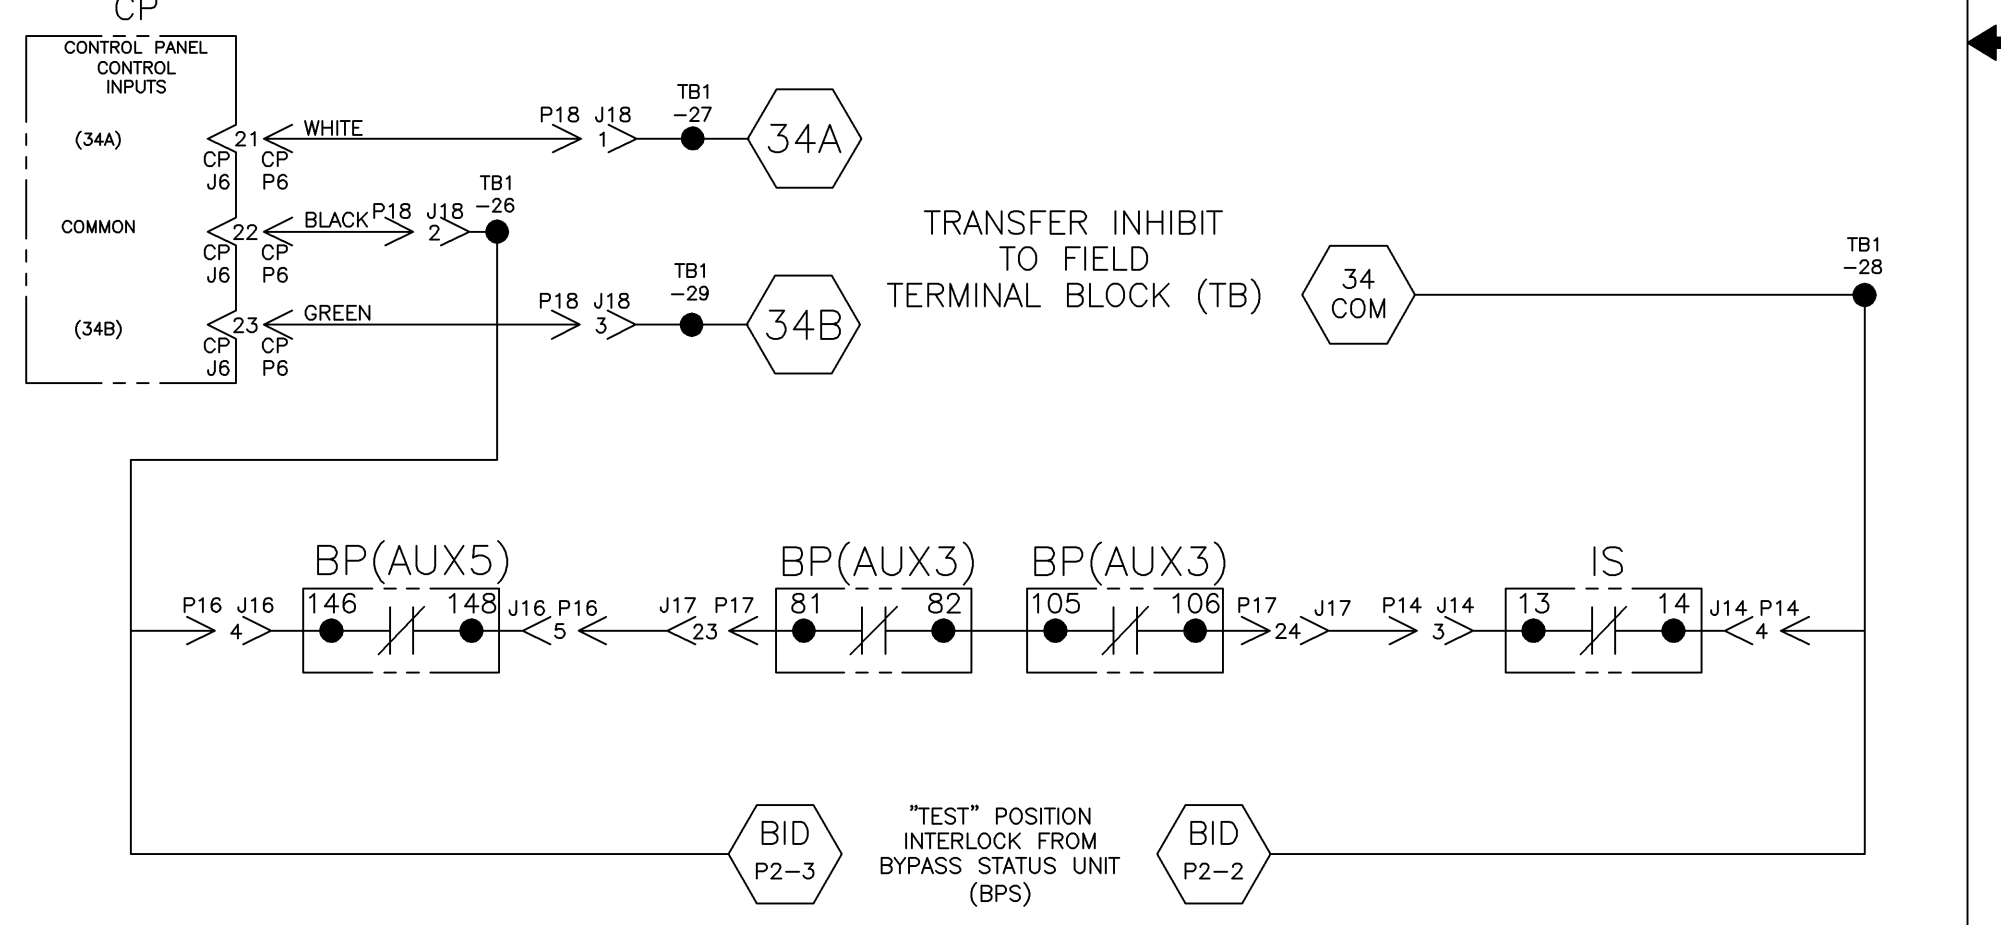 CP
CONTROL PANEL
CONTROL
INPUTS
(34A)
21
WHITE
P18 J18
1
TB1
-27
34A
CP CP
J6 P6
COMMON
22
BLACK
P18 J18
2
TB1
-26
CP CP
J6 P6
(34B)
23
GREEN
P18 J18
3
TB1
-29
34B
CP CP
J6 P6
TRANSFER INHIBIT
TO FIELD
TERMINAL BLOCK (TB)
34
COM
TB1
-28
BP(AUX5) BP(AUX3) BP(AUX3) IS
P16 J16 146 148 J16 P16 J17 P17 81 82 105 106 P17 J17 P14 J14 13 14 J14 P14
4 5 23 24 3 4
BID
P2-3
"TEST" POSITION
INTERLOCK FROM
BYPASS STATUS UNIT
(BPS)
BID
P2-2